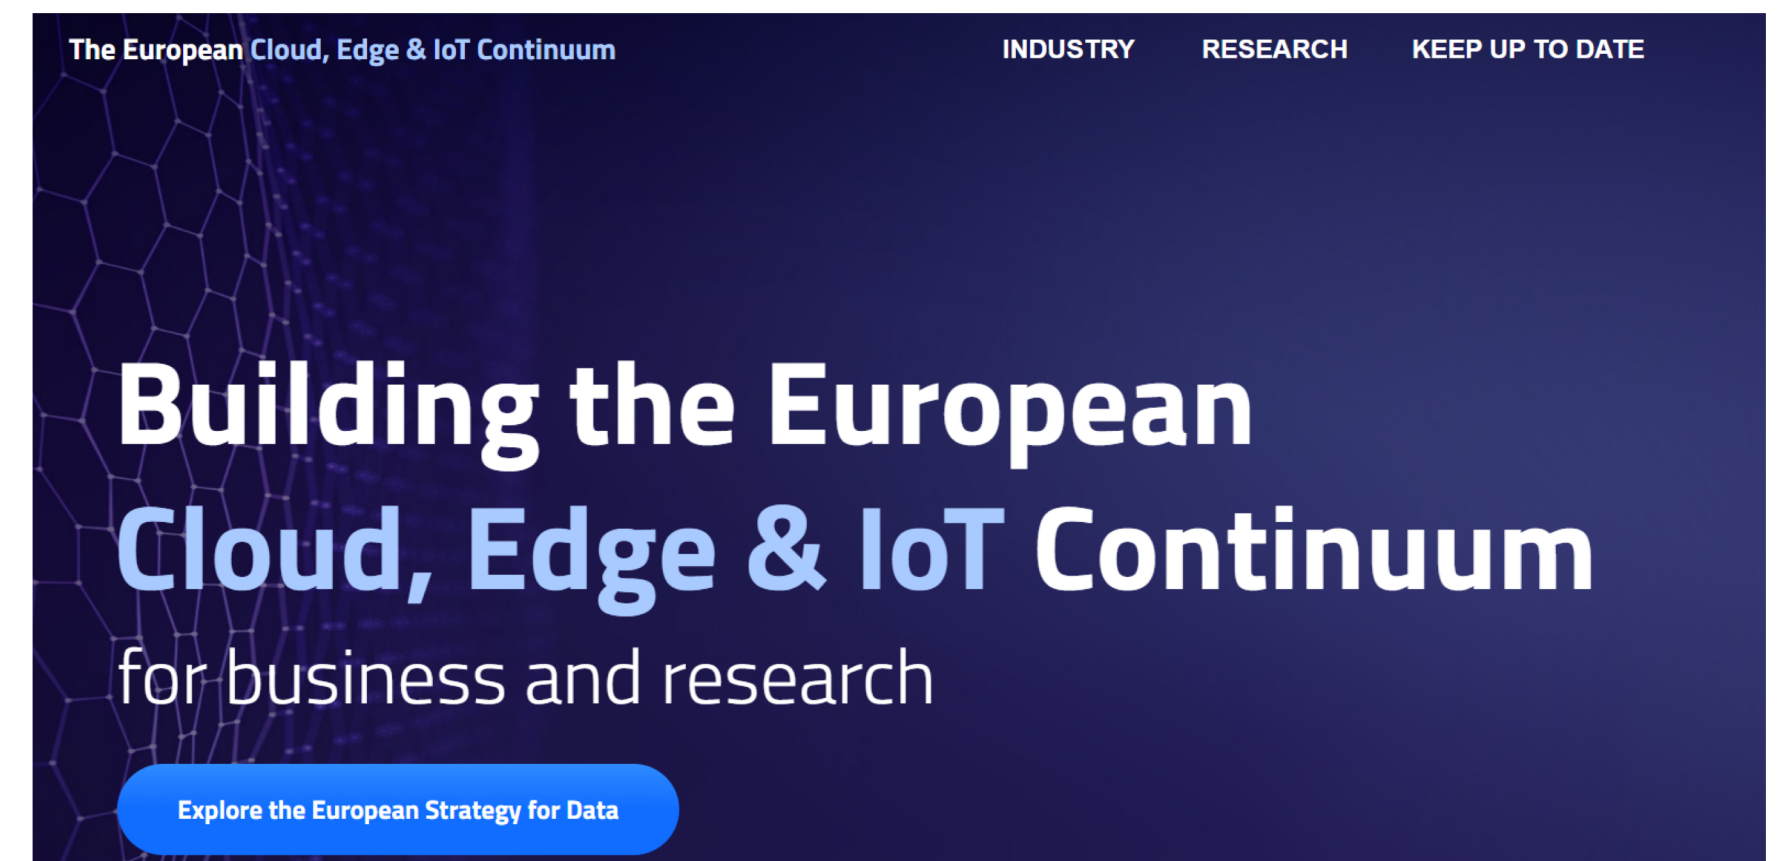 The European Cloud, Edge & IoT Continuum
INDUSTRY RESEARCH KEEP UP TO DATE
Building the European
Cloud, Edge & IoT Continuum
for business and research
Explore the European Strategy for Data